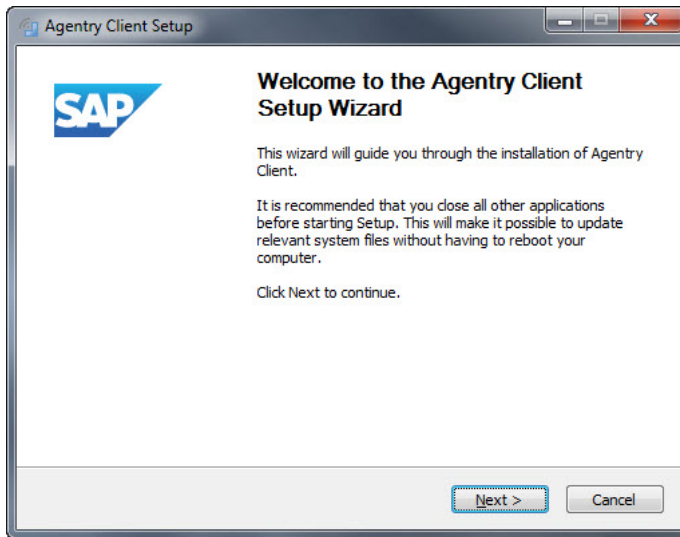 Agentry Client Setup
SAP
Welcome to the Agentry Client
Setup Wizard
This wizard will guide you through the installation of Agentry
Client.
It is recommended that you close all other applications
before starting Setup. This will make it possible to update
relevant system files without having to reboot your
computer.
Click Next to continue.
Next >
Cancel